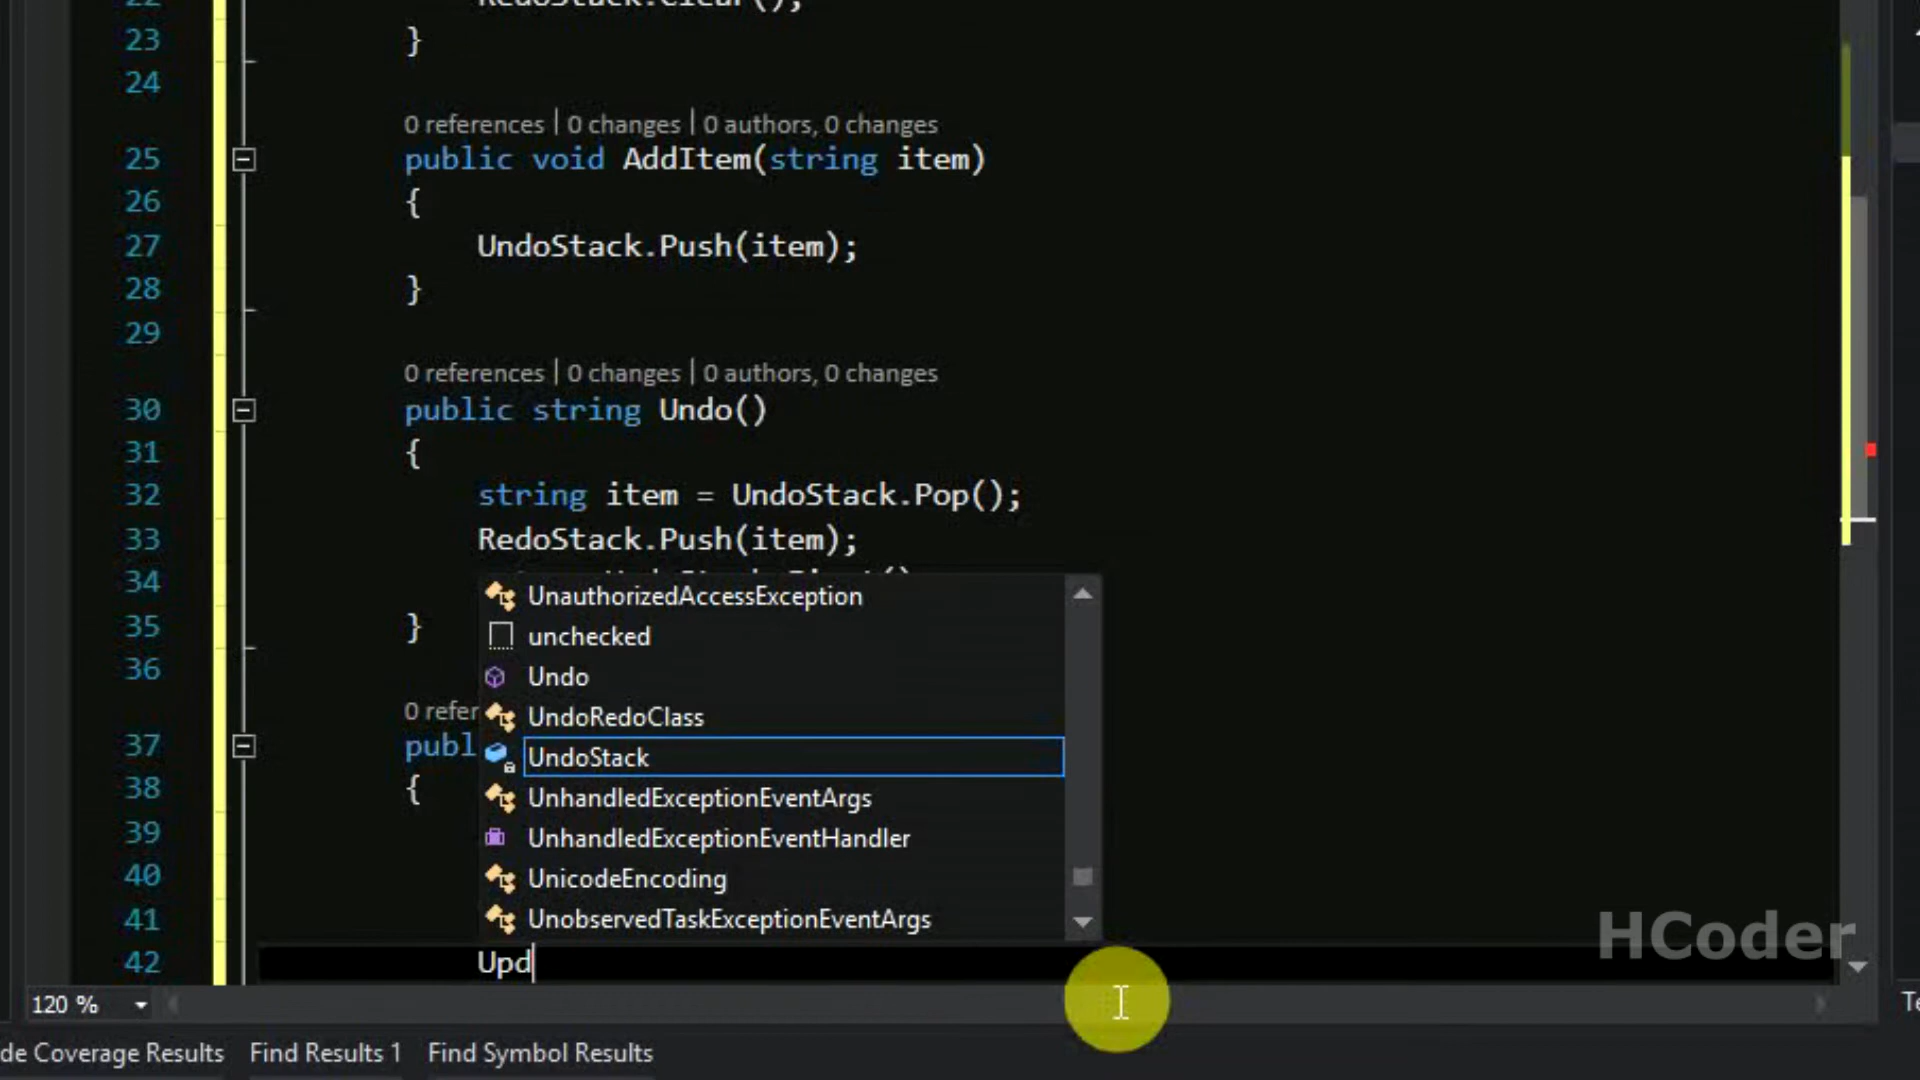 22 RedoStack.Clear();
23 }
24
0 references | 0 changes | 0 authors, 0 changes
25 public void AddItem(string item)
26 {
27 UndoStack.Push(item);
28 }
29
0 references | 0 changes | 0 authors, 0 changes
30 public string Undo()
31 {
32 string item = UndoStack.Pop();
33 RedoStack.Push(item);
34
UnauthorizedAccessException
35 }
unchecked
36
Undo
0 refer
UndoRedoClass
37 publ
UndoStack
38 {
UnhandledExceptionEventArgs
39
UnhandledExceptionEventHandler
40
UnicodeEncoding
41
UnobservedTaskExceptionEventArgs
HCoder
42 Upd
120 %
de Coverage Results Find Results 1 Find Symbol Results